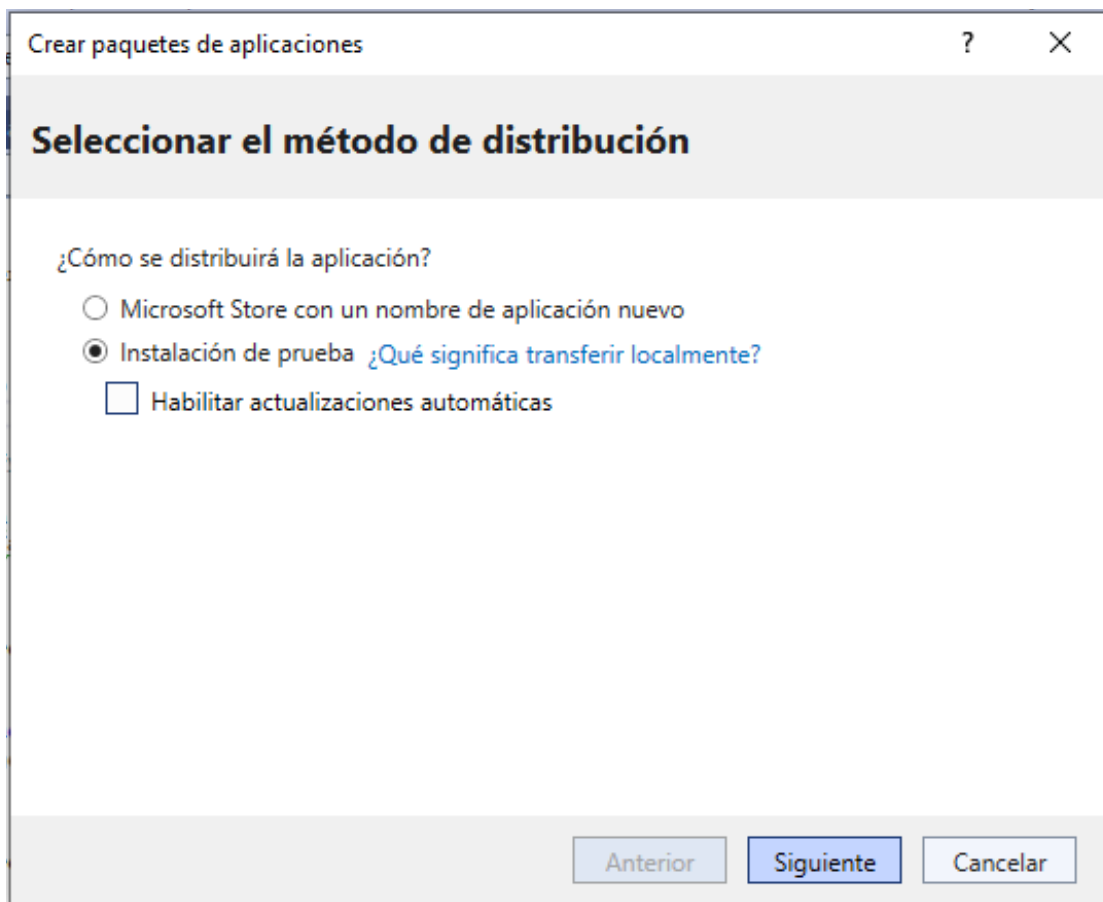 Crear paquetes de aplicaciones ?
Seleccionar el método de distribución
¿Cómo se distribuirá la aplicación?
Microsoft Store con un nombre de aplicación nuevo
Instalación de prueba ¿Qué significa transferir localmente?
Habilitar actualizaciones automáticas
Anterior Siguiente Cancelar